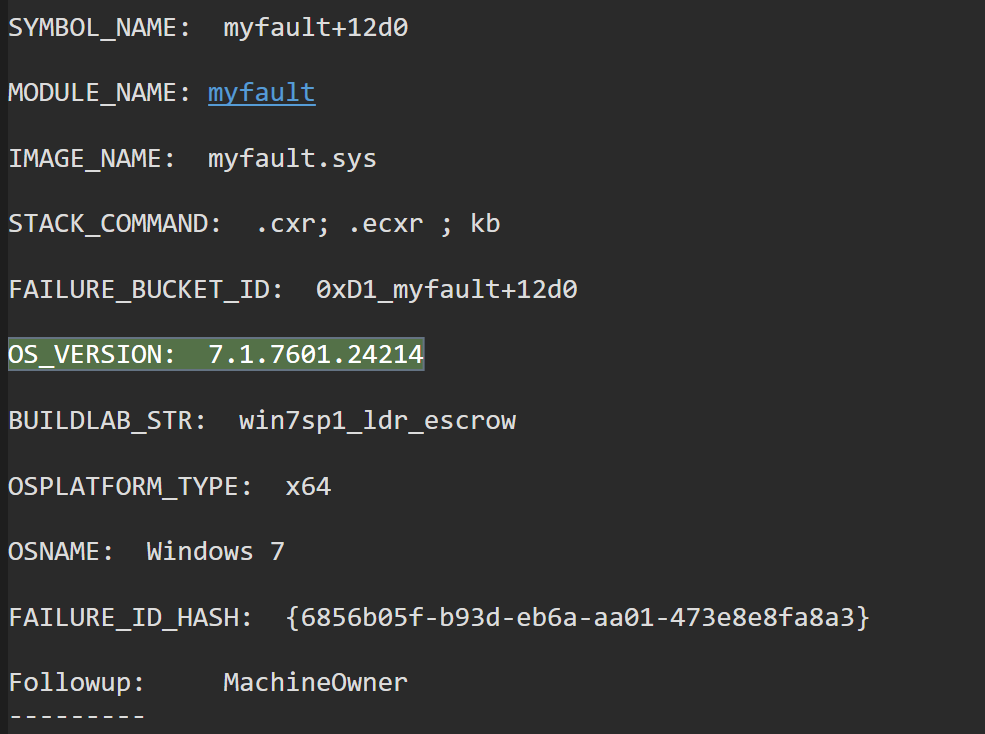 SYMBOL_NAME:  myfault+12d0
MODULE_NAME: myfault
IMAGE_NAME:  myfault.sys
STACK_COMMAND:  .cxr; .ecxr ; kb
FAILURE_BUCKET_ID:  0xD1_myfault+12d0
OS_VERSION:  7.1.7601.24214
BUILDLAB_STR:  win7sp1_ldr_escrow
OSPLATFORM_TYPE:  x64
OSNAME:  Windows 7
FAILURE_ID_HASH:  {6856b05f-b93d-eb6a-aa01-473e8e8fa8a3}
Followup:     MachineOwner
---------